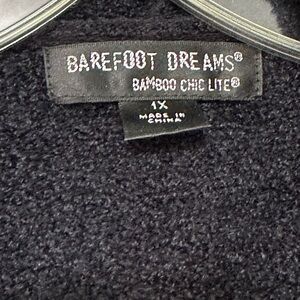 BAREFOOT DREAMS®
BAMBOO CHIC LITE®
1X
MADE IN
CHINA